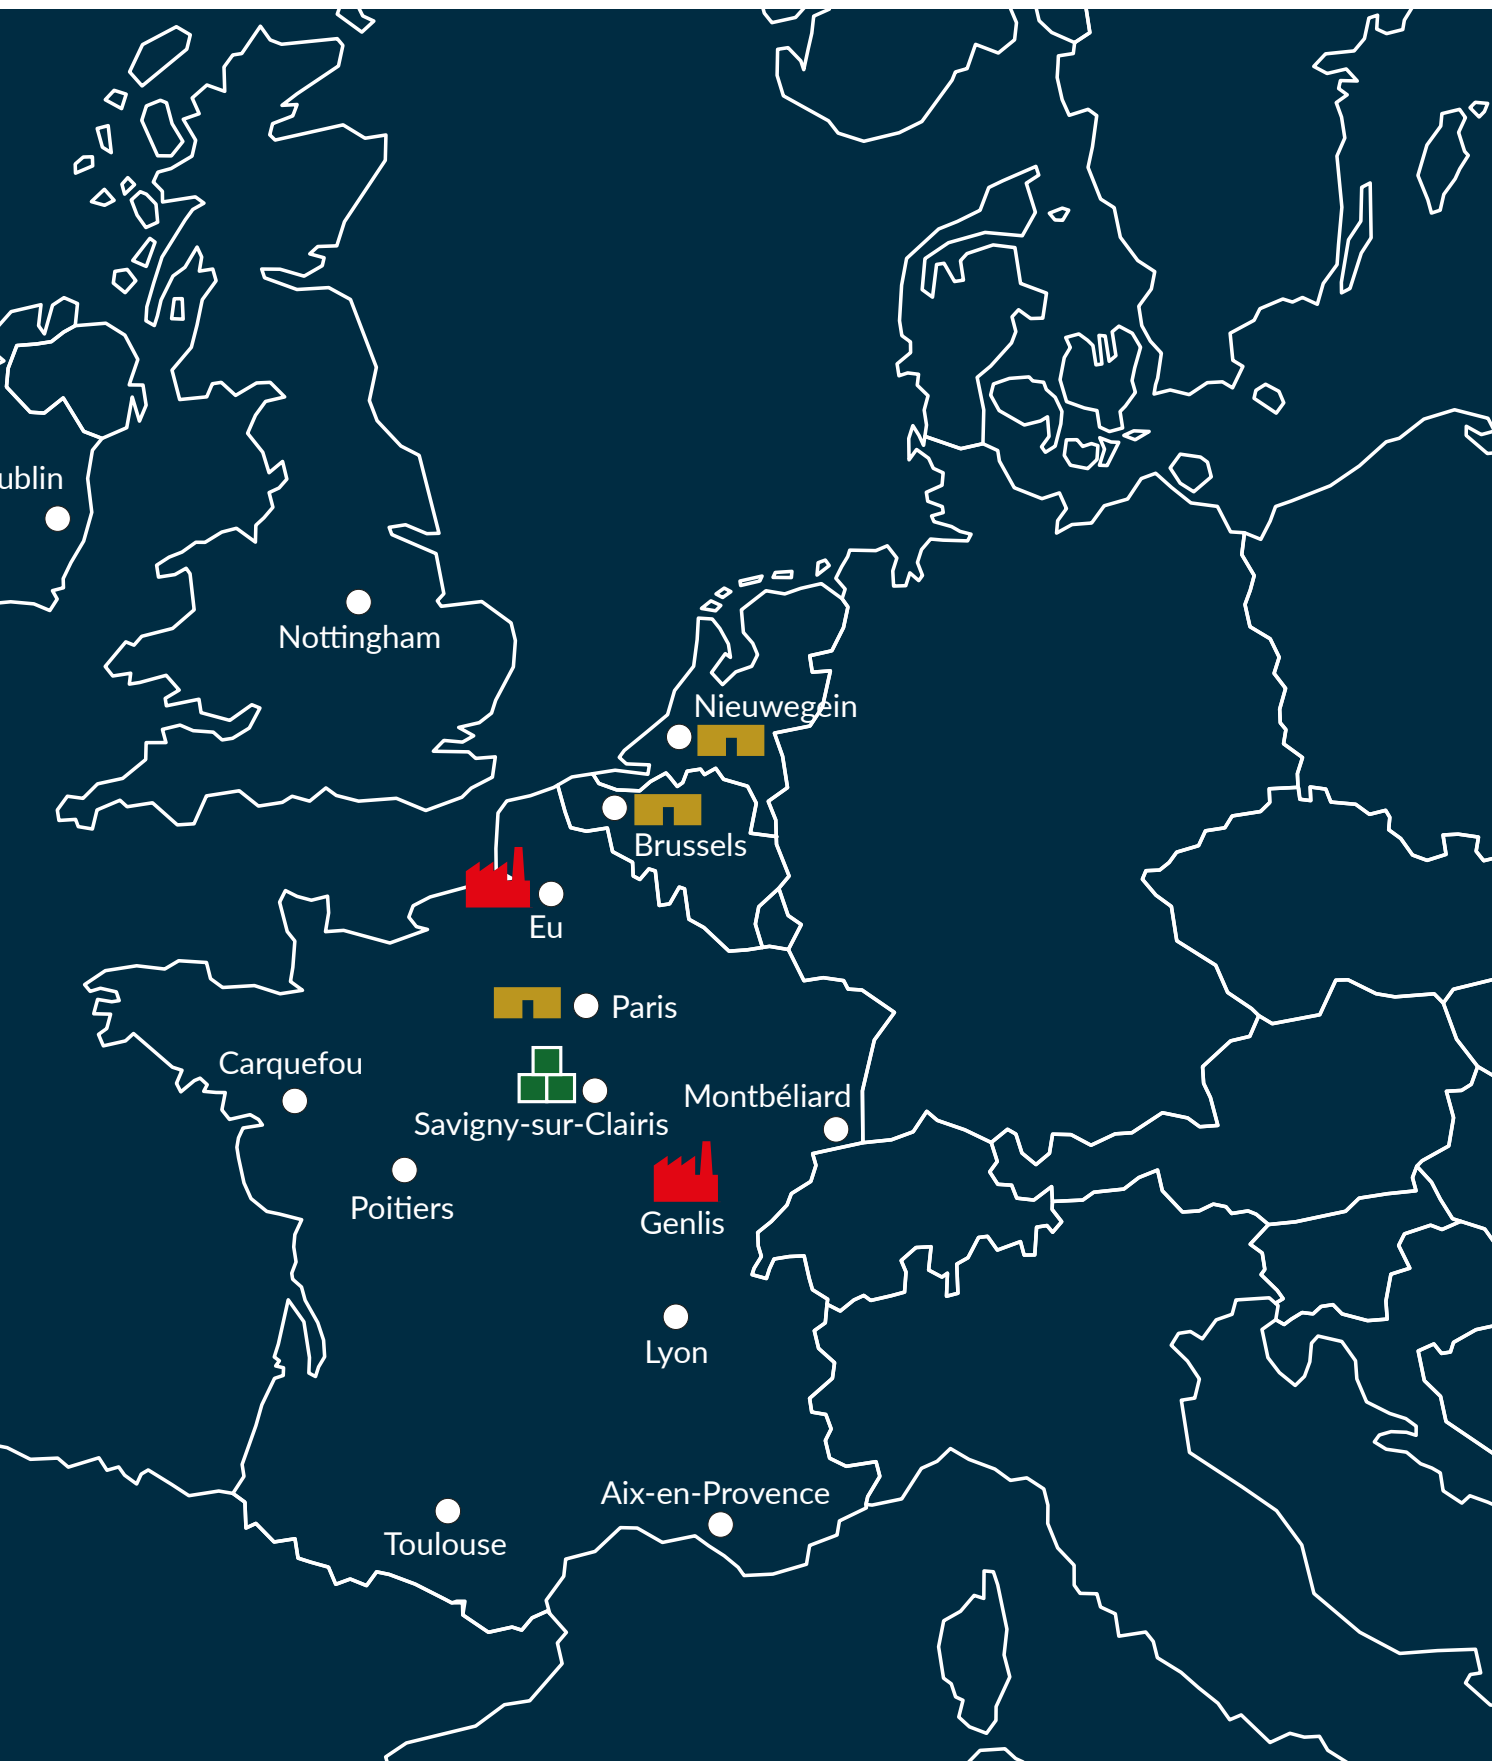 ublin
Nottingham
Nieuwegein
Brussels
Eu
Paris
Carquefou
Montbéliard
Savigny-sur-Clairis
Poitiers
Genlis
Lyon
Aix-en-Provence
Toulouse